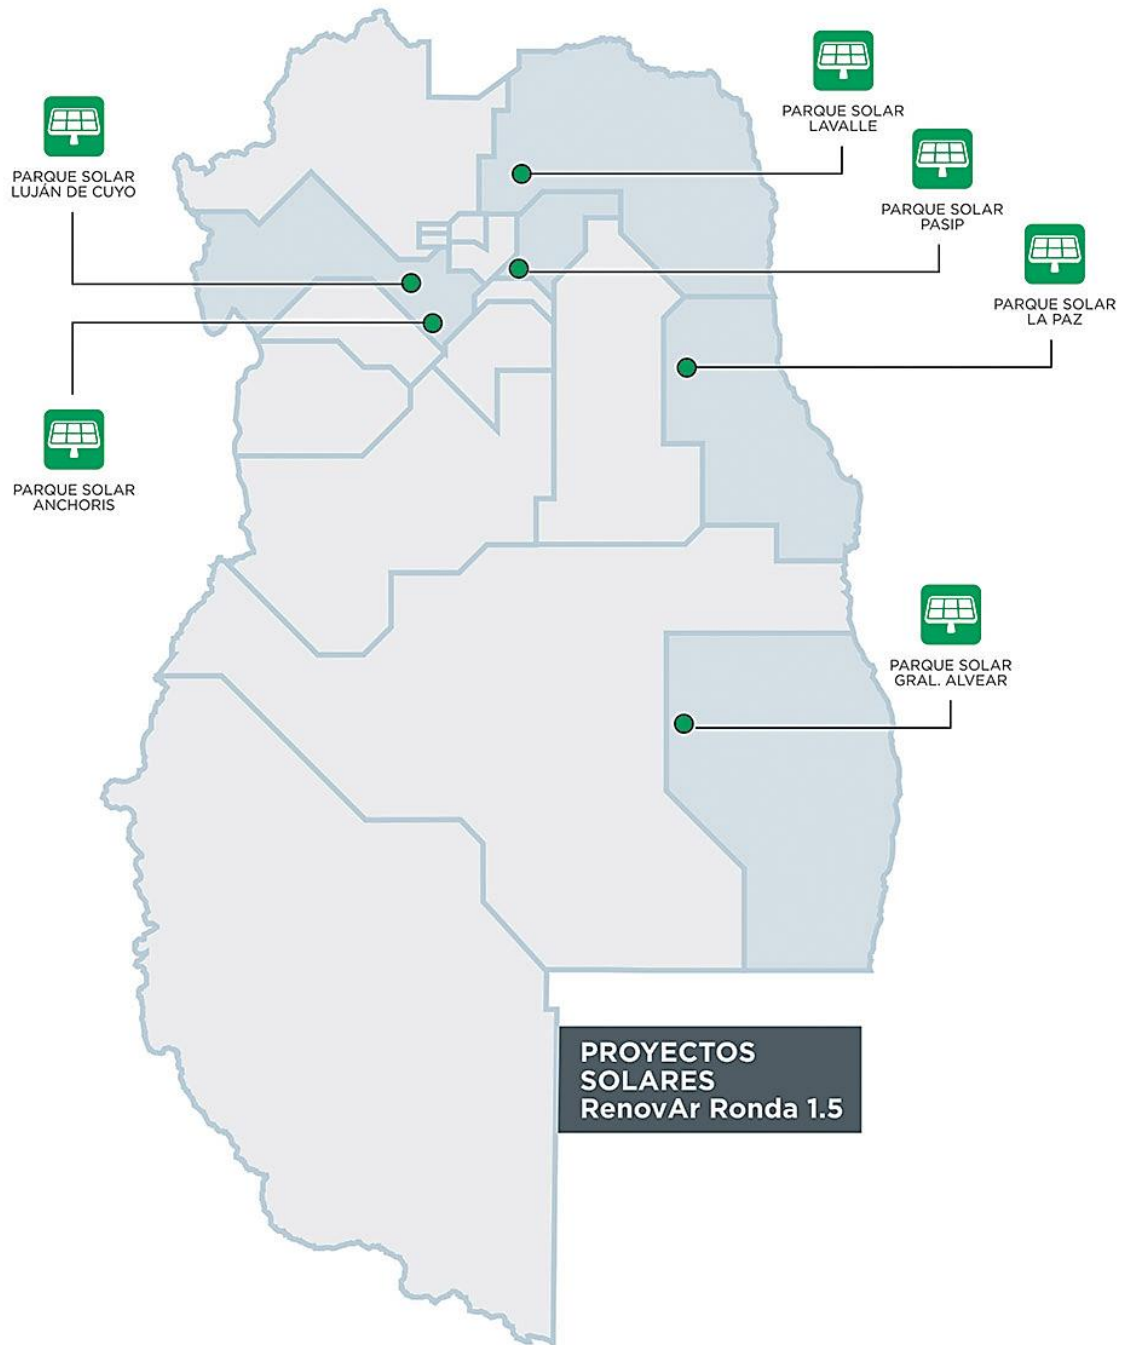 PARQUE SOLAR
LAVALLE
PARQUE SOLAR
LUJÁN DE CUYO
PARQUE SOLAR
PASIP
PARQUE SOLAR
LA PAZ
PARQUE SOLAR
ANCHORIS
PARQUE SOLAR
GRAL. ALVEAR
PROYECTOS
SOLARES
RenovAr Ronda 1.5